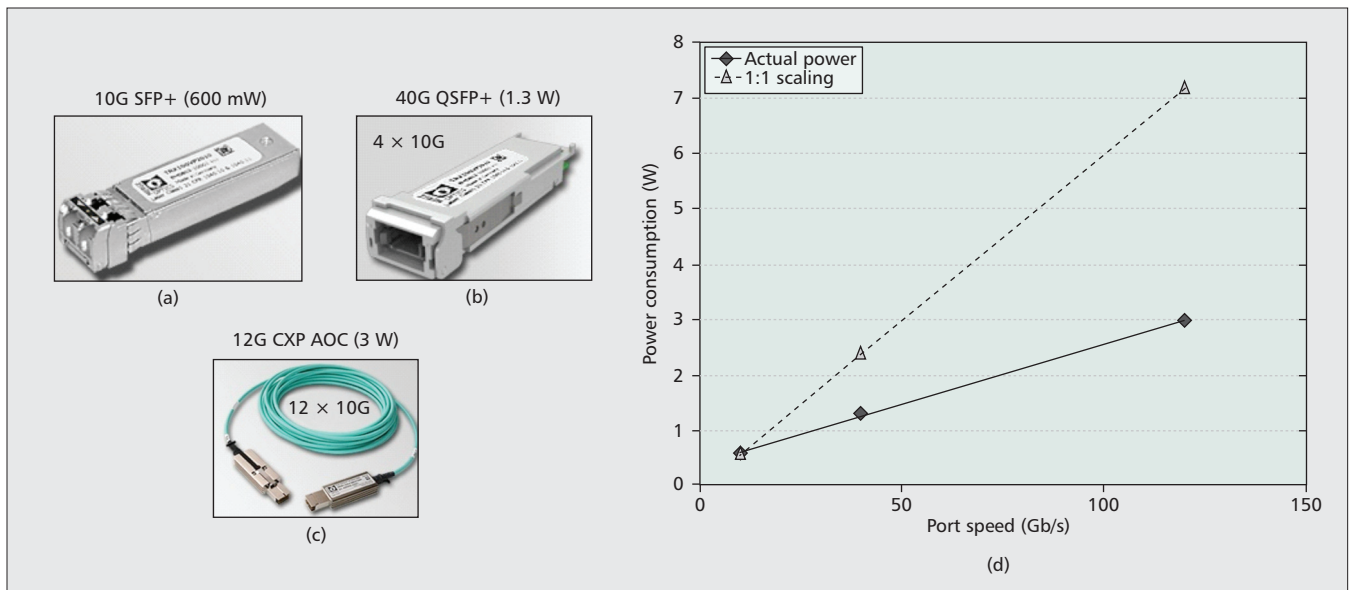 10G SFP+ (600 mW)
(a)
40G QSFP+ (1.3 W)
4 × 10G
(b)
12G CXP AOC (3 W)
12 × 10G
(c)
Actual power
1:1 scaling
8
7
6
5
4
3
2
1
0
Power consumption (W)
0
50
100
150
Port speed (Gb/s)
(d)